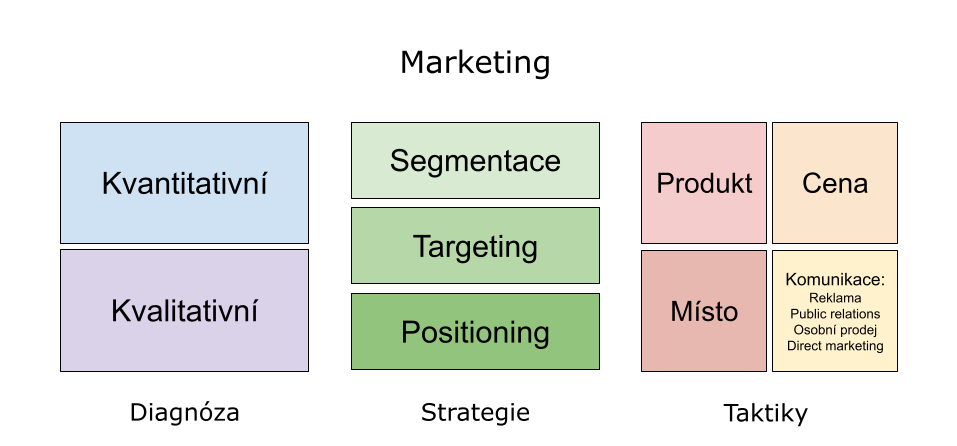 Marketing
Kvantitativní
Kvalitativní
Diagnóza
Segmentace
Targeting
Positioning
Strategie
Produkt
Cena
Místo
Komunikace:
Reklama
Public relations
Osobní prodej
Direct marketing
Taktiky